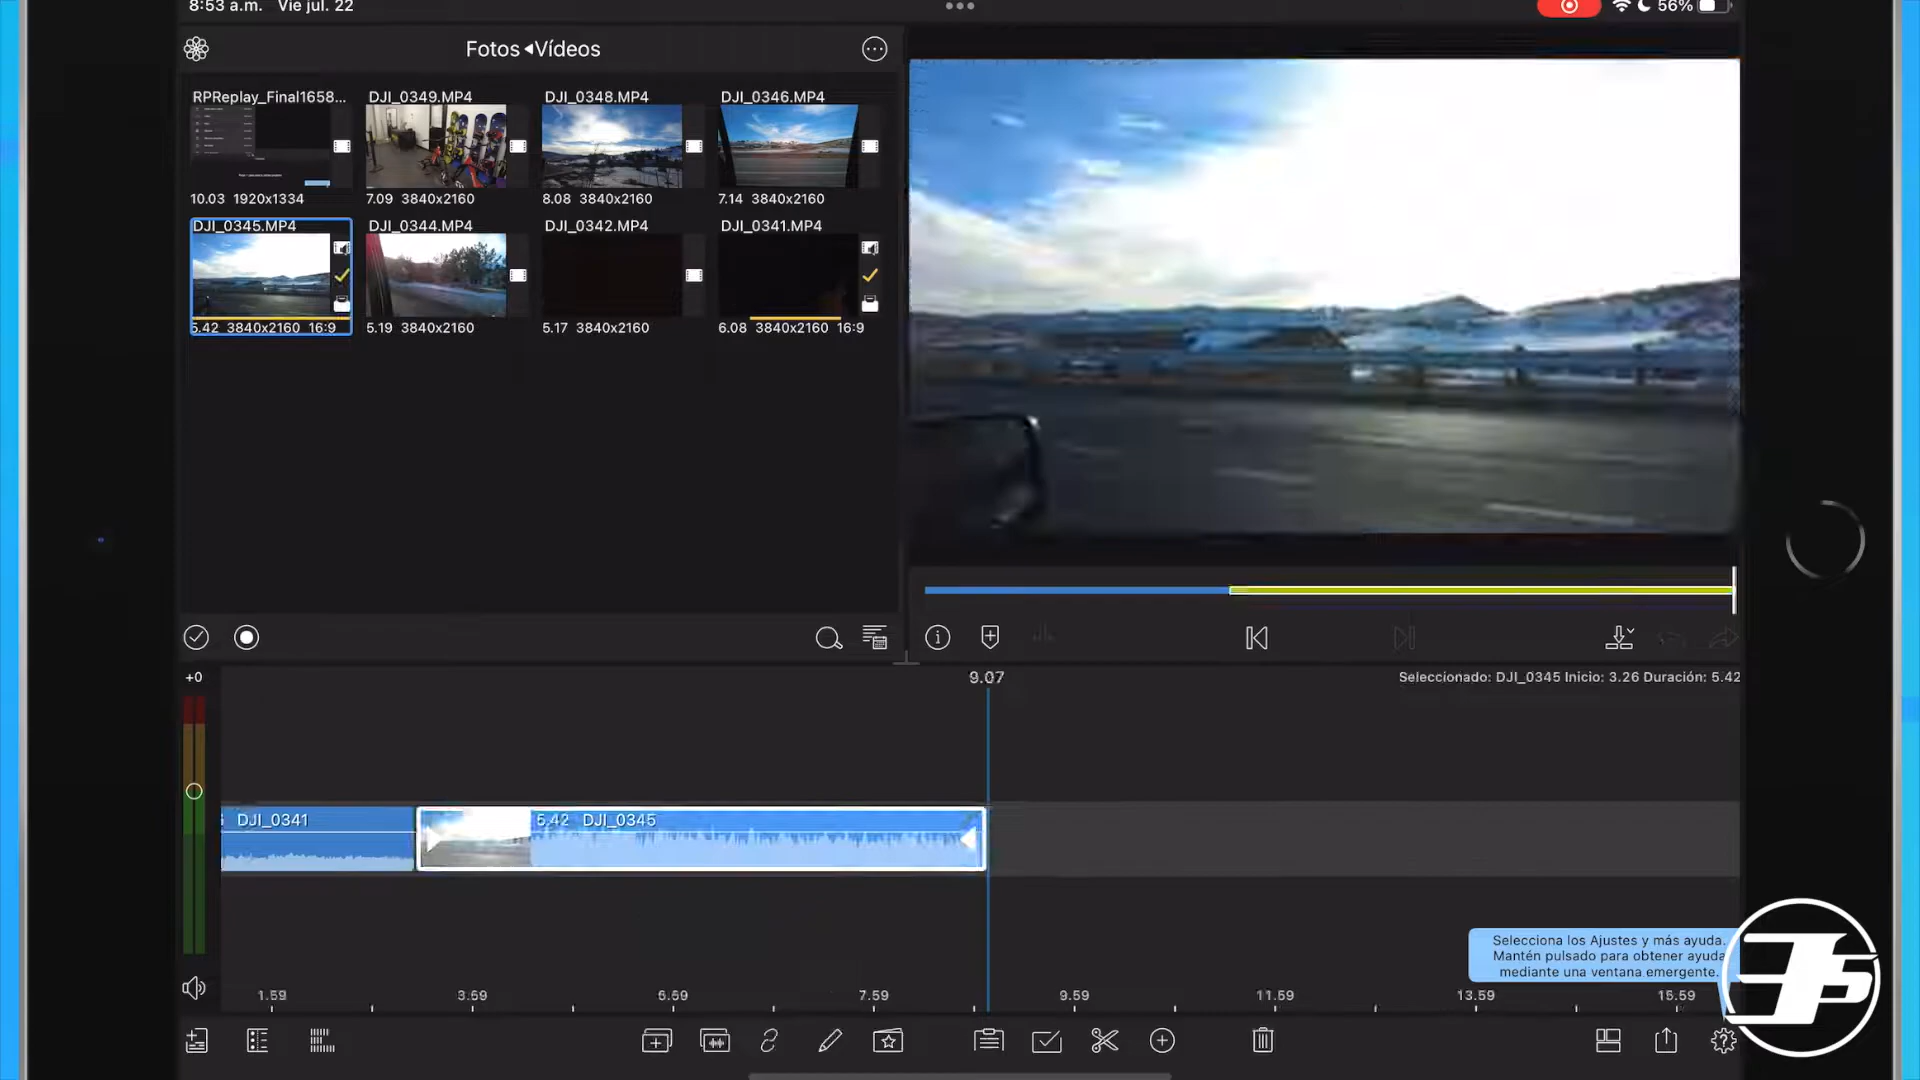 8:53 a.m. Vie jul. 22
56%
Fotos◂Vídeos
RPReplay_Final1658...
DJI_0349.MP4
DJI_0348.MP4
DJI_0346.MP4
10.03 1920x1334
7.09 3840x2160
8.08 3840x2160
7.14 3840x2160
DJI_0345.MP4
DJI_0344.MP4
DJI_0342.MP4
DJI_0341.MP4
5.42 3840x2160 16:9
5.19 3840x2160
5.17 3840x2160
6.08 3840x2160 16:9
+0
9.07
Seleccionado: DJI_0345 Inicio: 3.26 Duración: 5.42
DJI_0341
5.42 DJI_0345
Selecciona los Ajustes y más ayuda.
Mantén pulsado para obtener ayuda
mediante una ventana emergente.
1.59
3.59
5.59
7.59
9.59
11.59
13.59
15.59